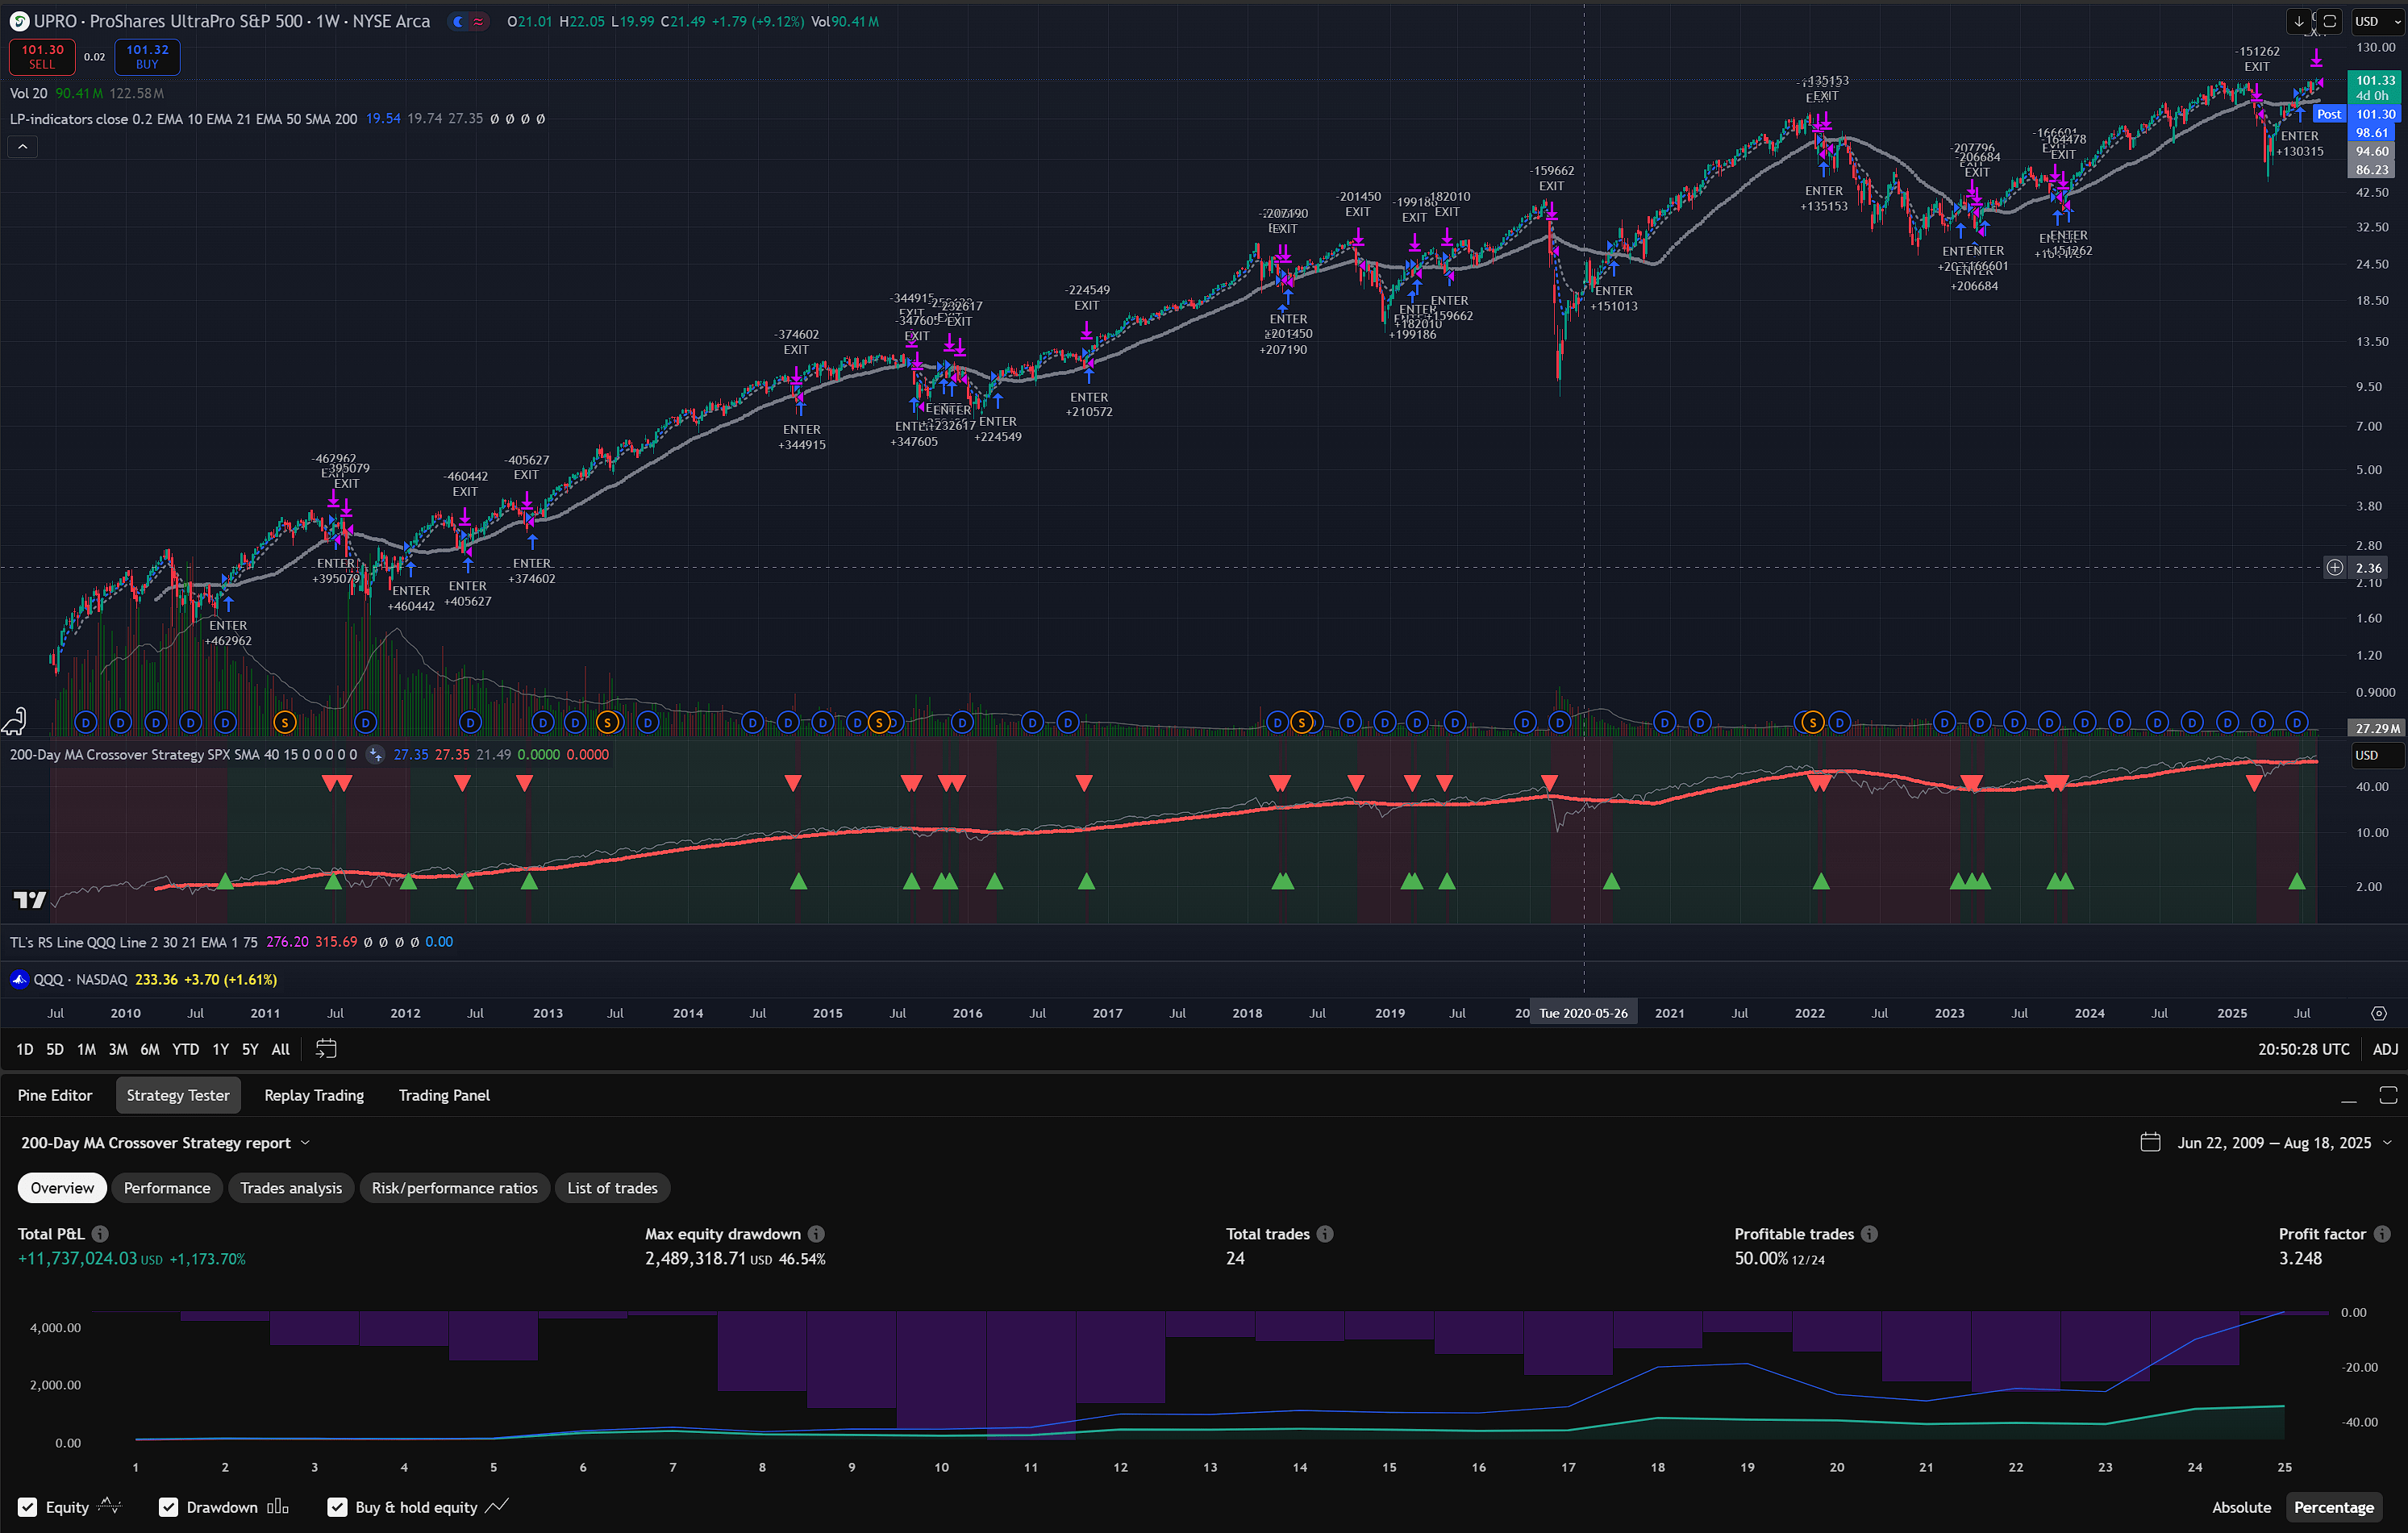 UPRO · ProShares UltraPro S&P 500 · 1W · NYSE Arca O21.01 H22.05 L19.99 C21.49 +1.79 (+9.12%) Vol90.41 M
USD
101.30 SELL 0.02 101.32 BUY
Vol 20 90.41 M 122.58 M
LP-indicators close 0.2 EMA 10 EMA 21 EMA 50 SMA 200 19.54 19.74 27.35 Ø Ø Ø Ø
130.00
101.33
4d 0h
Post 101.30
98.61
94.60
86.23
42.50
32.50
24.50
18.50
13.50
9.50
7.00
5.00
3.80
2.80
2.36
2.10
1.60
1.20
0.9000
27.29 M
ENTER
+462962
-462962
395079
EXIT
ENTER
+395079
ENTER
+460442
-460442
EXIT
ENTER
+405627
-405627
EXIT
ENTER
+374602
-374602
EXIT
ENTER
+344915
-344915
EXIT
-347605
EXIT
+347605
232617
EXIT
ENTER
+232617
ENTER
+224549
-224549
EXIT
ENTER
+210572
-207190
EXIT
ENTER
+201450
+207190
-201450
EXIT
-199186
EXIT
-182010
EXIT
ENTER
+182010
+199186
ENTER
+159662
-159662
EXIT
ENTER
+151013
-135153
EXIT
ENTER
+135153
-207796
-206684
EXIT
ENTER
166601
+206684
-166601
-164478
EXIT
ENTER
151262
-151262
EXIT
ENTER
+130315
200-Day MA Crossover Strategy SPX SMA 40 15 0 0 0 0 0 27.35 27.35 21.49 0.0000 0.0000
USD
40.00
10.00
2.00
TL's RS Line QQQ Line 2 30 21 EMA 1 75 276.20 315.69 Ø Ø Ø Ø 0.00
QQQ · NASDAQ 233.36 +3.70 (+1.61%)
Jul 2010 Jul 2011 Jul 2012 Jul 2013 Jul 2014 Jul 2015 Jul 2016 Jul 2017 Jul 2018 Jul 2019 Jul 20 Tue 2020-05-26 2021 Jul 2022 Jul 2023 Jul 2024 Jul 2025 Jul
1D 5D 1M 3M 6M YTD 1Y 5Y All 20:50:28 UTC ADJ
Pine Editor Strategy Tester Replay Trading Trading Panel
200-Day MA Crossover Strategy report Jun 22, 2009 — Aug 18, 2025
Overview Performance Trades analysis Risk/performance ratios List of trades
Total P&L Max equity drawdown Total trades Profitable trades Profit factor
+11,737,024.03 USD +1,173.70% 2,489,318.71 USD 46.54% 24 50.00% 12/24 3.248
4,000.00
2,000.00
0.00
0.00
-20.00
-40.00
1 2 3 4 5 6 7 8 9 10 11 12 13 14 15 16 17 18 19 20 21 22 23 24 25
Equity Drawdown Buy & hold equity Absolute Percentage